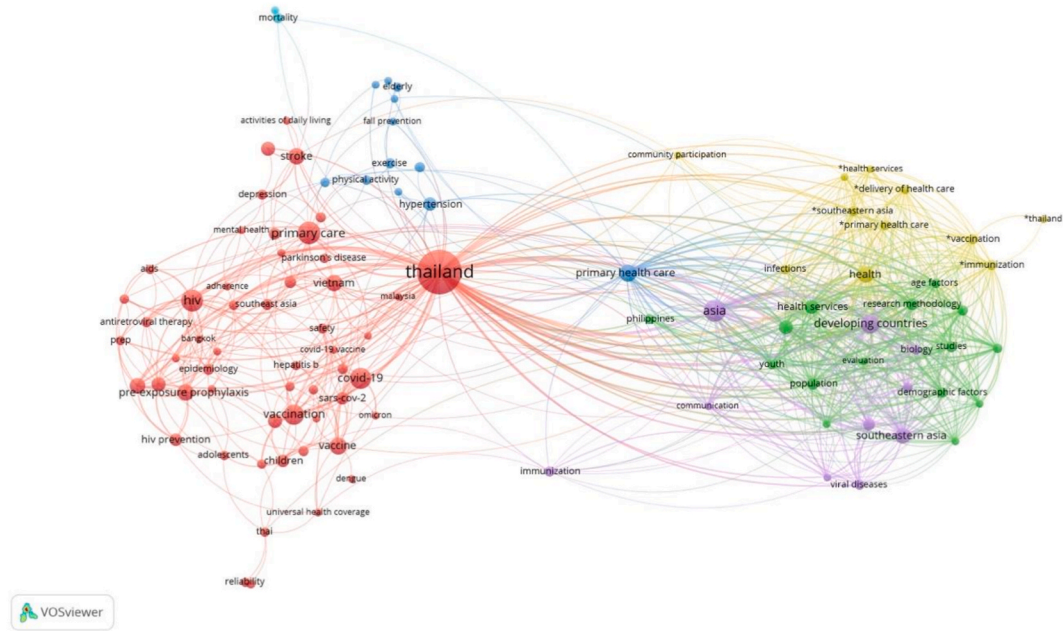 mortality
elderly
activities of daily living
fall prevention
stroke
exercise
community participation
*health services
physical activity
*delivery of health care
depression
hypertension
*southeastern asia
*thailand
*primary health care
mental health
primary care
*vaccination
parkinson's disease
aids
thailand
primary health care
infections
health
*immunization
adherence
vietnam
age factors
hiv
southeast asia
malaysia
health services
research methodology
antiretroviral therapy
safety
philippines
asia
developing countries
prep
bangkok
covid-19 vaccine
biology
studies
epidemiology
hepatitis b
youth
evaluation
covid-19
population
pre-exposure prophylaxis
sars-cov-2
demographic factors
vaccination
omicron
communication
hiv prevention
vaccine
southeastern asia
adolescents
children
immunization
dengue
viral diseases
universal health coverage
thai
reliability
VOSviewer